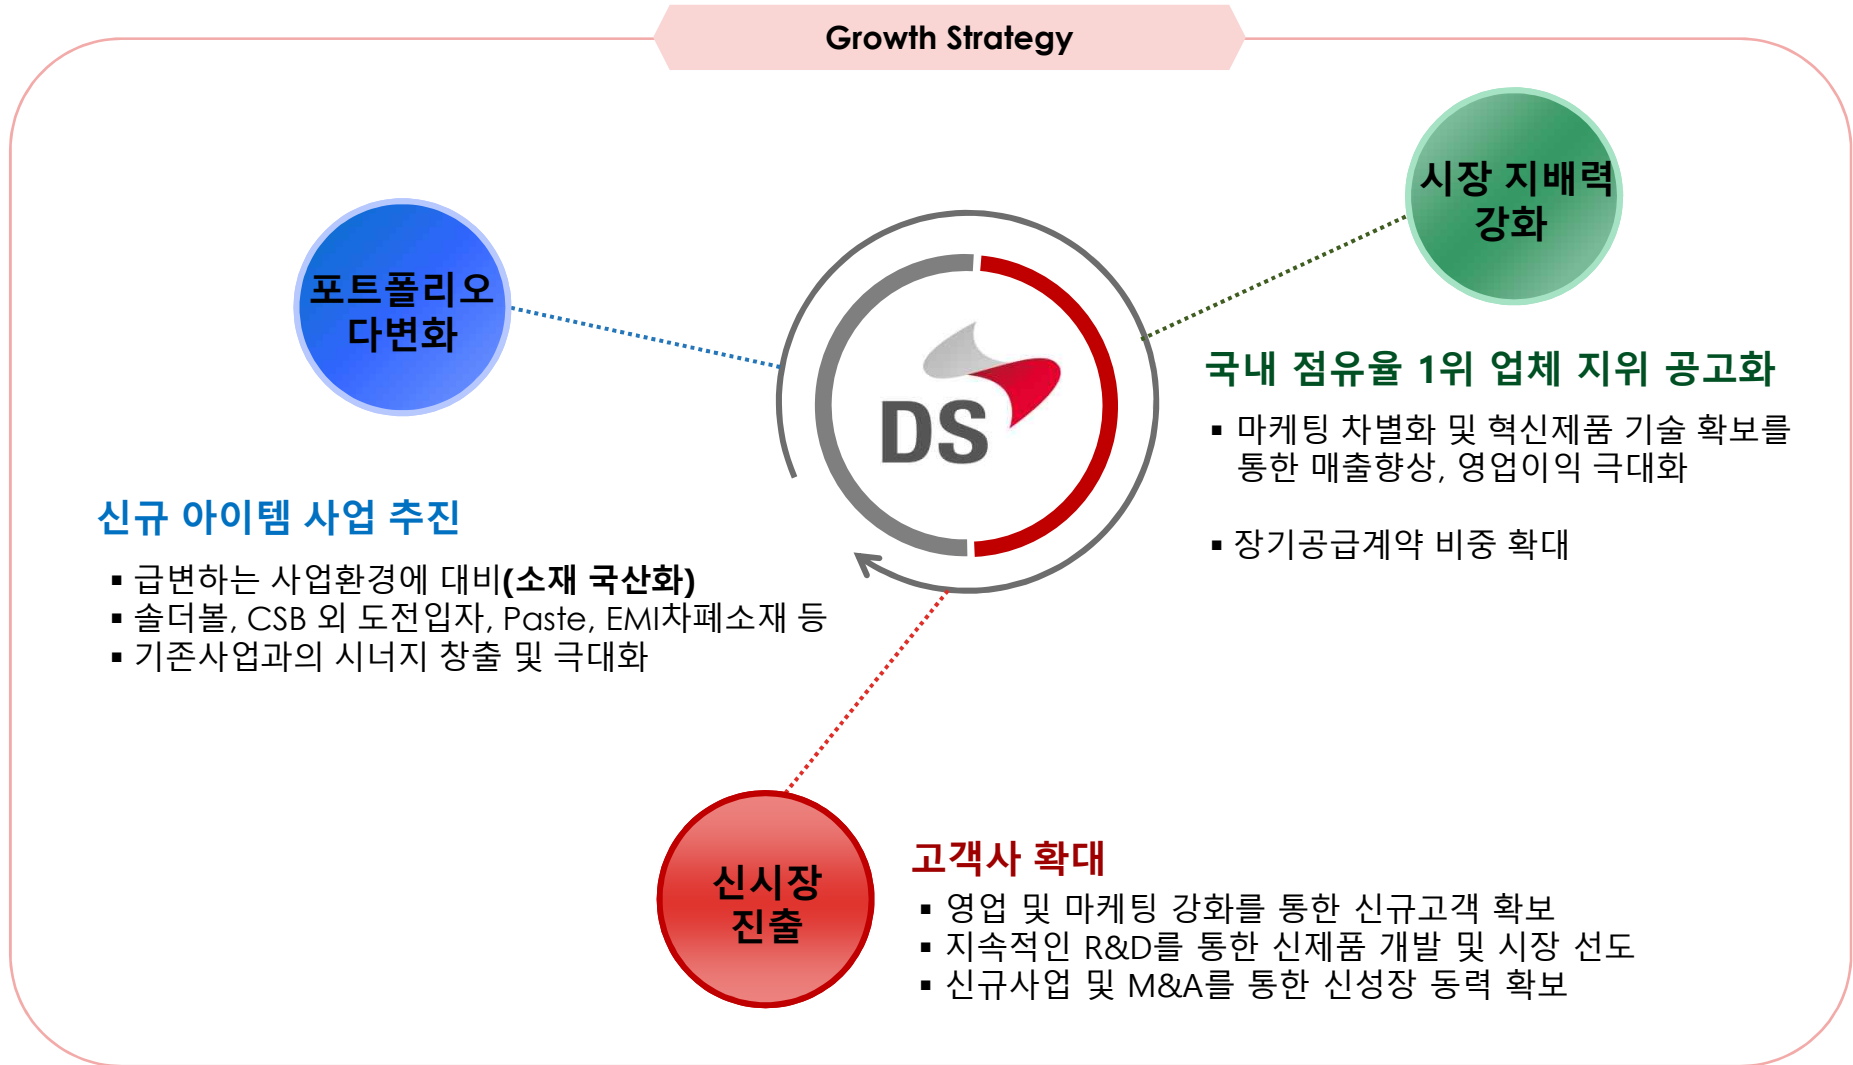 Growth Strategy
시장 지배력
강화
포트폴리오
다변화
DS
국내 점유율 1위 업체 지위 공고화
▪ 마케팅 차별화 및 혁신제품 기술 확보를
통한 매출향상, 영업이익 극대화
▪ 장기공급계약 비중 확대
신규 아이템 사업 추진
▪ 급변하는 사업환경에 대비(소재 국산화)
▪ 솔더볼, CSB 외 도전입자, Paste, EMI차폐소재 등
▪ 기존사업과의 시너지 창출 및 극대화
신시장
진출
고객사 확대
▪ 영업 및 마케팅 강화를 통한 신규고객 확보
▪ 지속적인 R&D를 통한 신제품 개발 및 시장 선도
▪ 신규사업 및 M&A를 통한 신성장 동력 확보